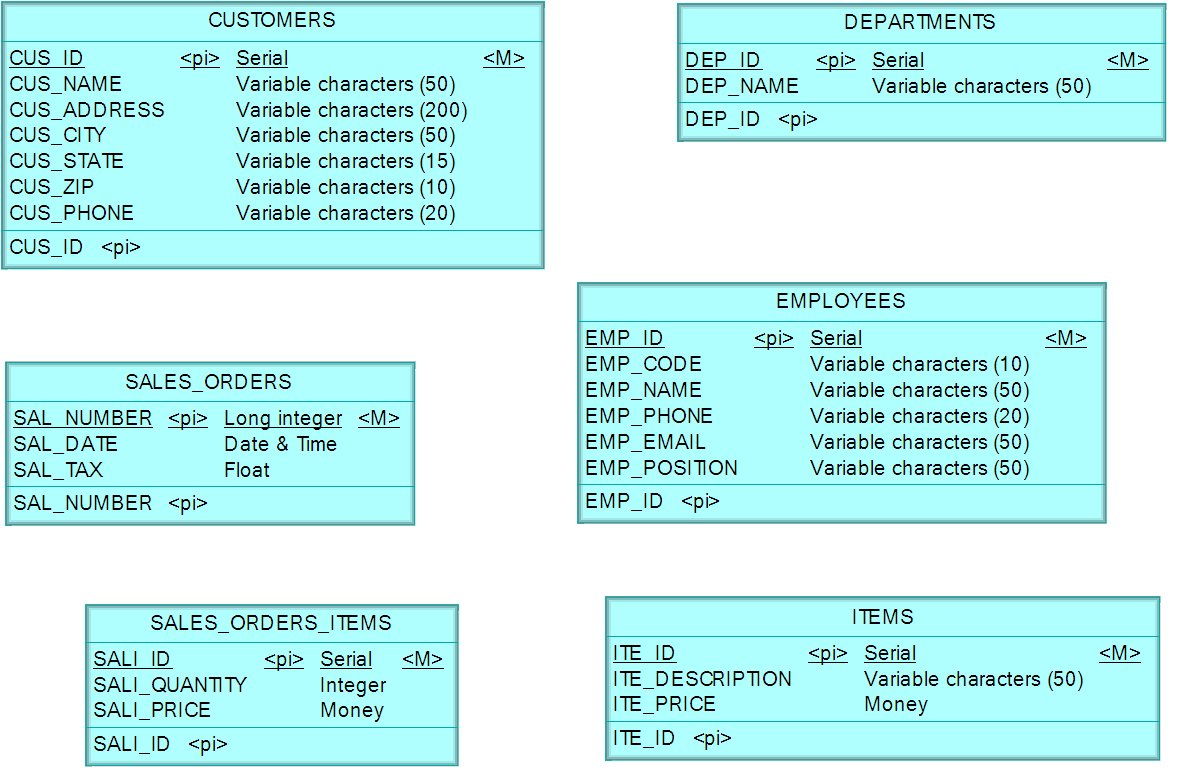 CUSTOMERS
CUS_ID <pi> Serial <M>
CUS_NAME Variable characters (50)
CUS_ADDRESS Variable characters (200)
CUS_CITY Variable characters (50)
CUS_STATE Variable characters (15)
CUS_ZIP Variable characters (10)
CUS_PHONE Variable characters (20)
CUS_ID <pi>
DEPARTMENTS
DEP_ID <pi> Serial <M>
DEP_NAME Variable characters (50)
DEP_ID <pi>
EMPLOYEES
EMP_ID <pi> Serial <M>
EMP_CODE Variable characters (10)
EMP_NAME Variable characters (50)
EMP_PHONE Variable characters (20)
EMP_EMAIL Variable characters (50)
EMP_POSITION Variable characters (50)
EMP_ID <pi>
SALES_ORDERS
SAL_NUMBER <pi> Long integer <M>
SAL_DATE Date & Time
SAL_TAX Float
SAL_NUMBER <pi>
SALES_ORDERS_ITEMS
SALI_ID <pi> Serial <M>
SALI_QUANTITY Integer
SALI_PRICE Money
SALI_ID <pi>
ITEMS
ITE_ID <pi> Serial <M>
ITE_DESCRIPTION Variable characters (50)
ITE_PRICE Money
ITE_ID <pi>